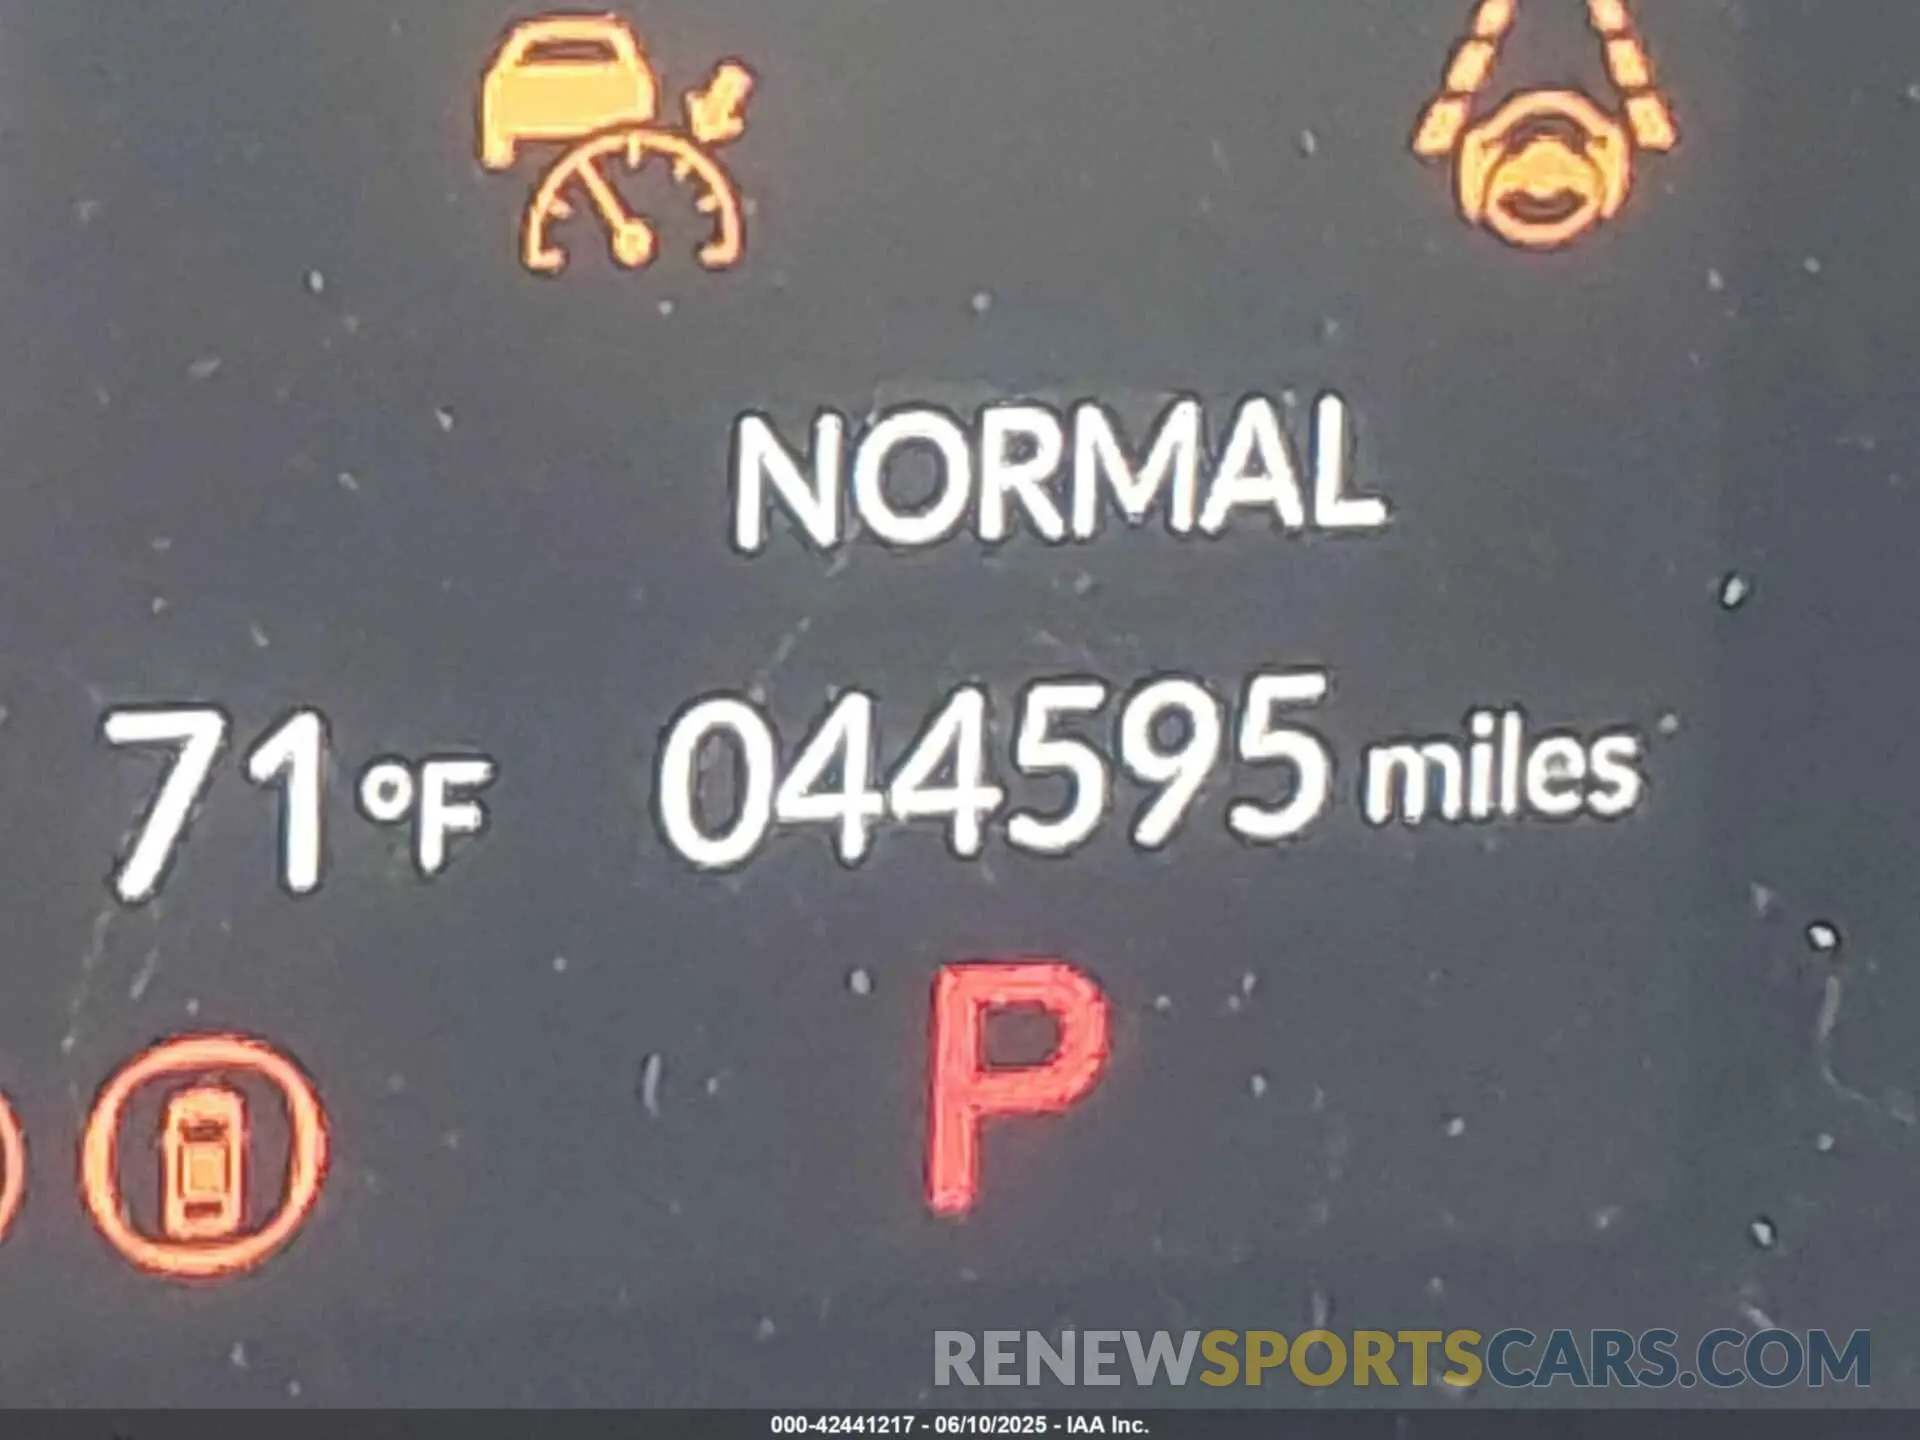 NORMAL
71°F 044595 miles
P
RENEWSPORTSCARS.COM
000-42441217 - 06/10/2025 - IAA Inc.